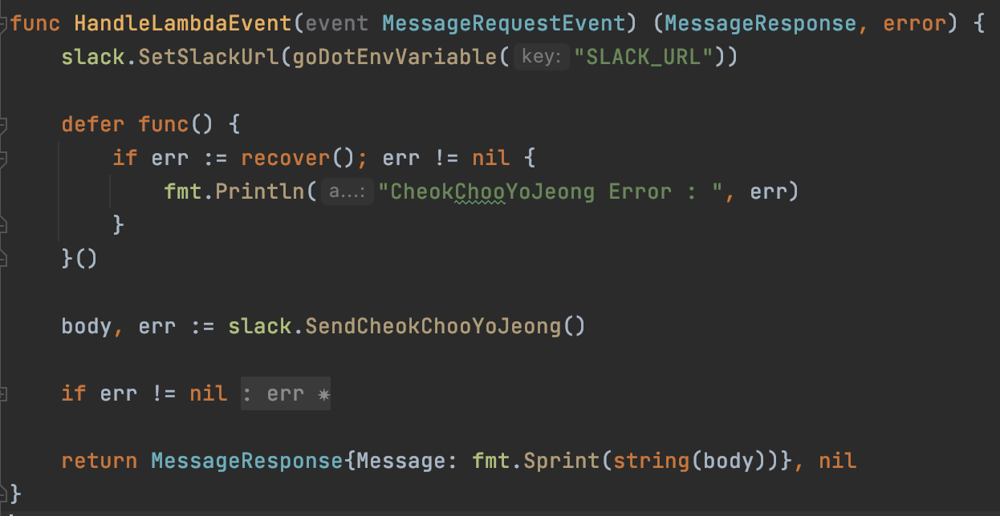 func HandleLambdaEvent(event MessageRequestEvent) (MessageResponse, error) {
slack.SetSlackUrl(goDotEnvVariable( key: "SLACK_URL"))
defer func() {
if err := recover(); err != nil {
fmt.Println( a...: "CheokChooYoJeong Error : ", err)
}
}()
body, err := slack.SendCheokChooYoJeong()
if err != nil : err ✷
return MessageResponse{Message: fmt.Sprint(string(body))}, nil
}